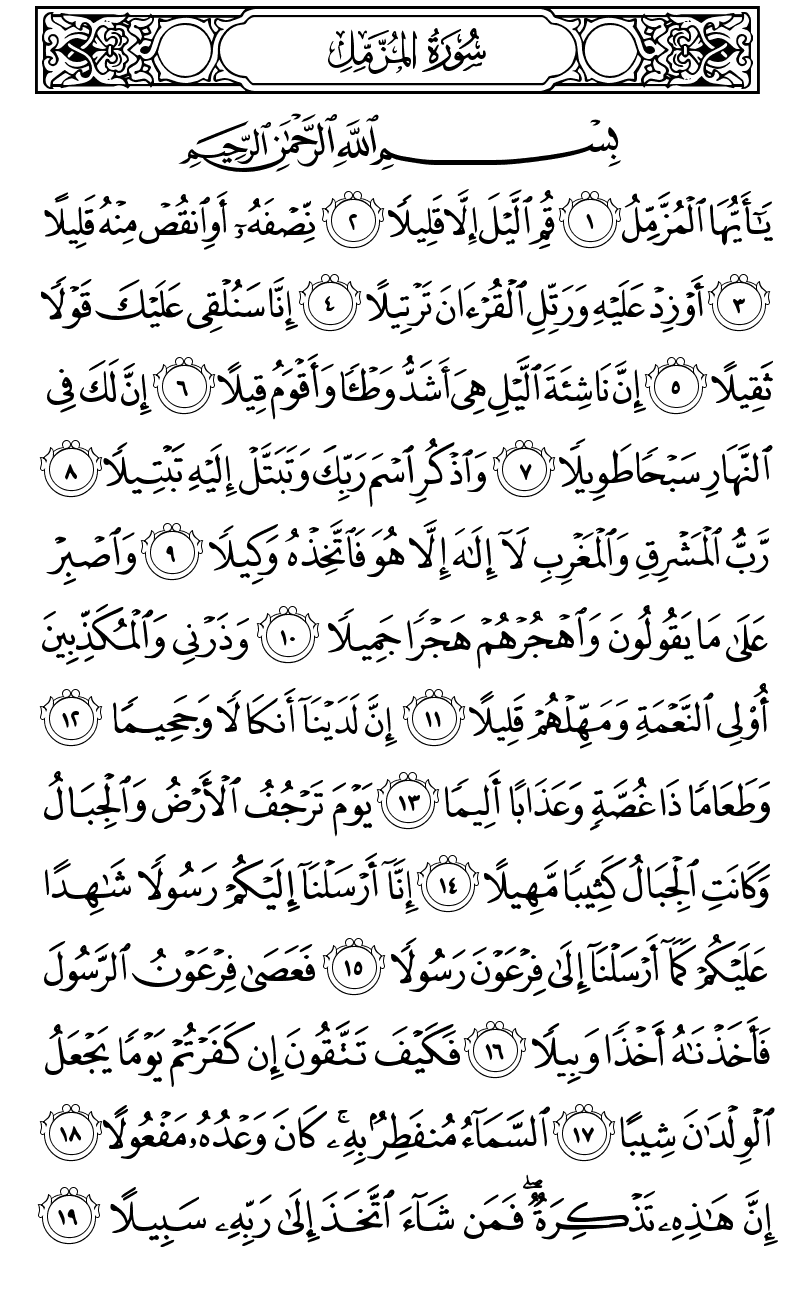 سُورَةُ المُزَّمِّلِ
بِسۡمِ ٱللَّهِ ٱلرَّحۡمَٰنِ ٱلرَّحِيمِ
يَٰٓأَيُّهَا ٱلۡمُزَّمِّلُ ١ قُمِ ٱلَّيۡلَ إِلَّا قَلِيلٗا ٢ نِّصۡفَهُۥٓ أَوِ ٱنقُصۡ مِنۡهُ قَلِيلًا
٣ أَوۡ زِدۡ عَلَيۡهِ وَرَتِّلِ ٱلۡقُرۡءَانَ تَرۡتِيلًا ٤ إِنَّا سَنُلۡقِي عَلَيۡكَ قَوۡلٗا
ثَقِيلًا ٥ إِنَّ نَاشِئَةَ ٱلَّيۡلِ هِيَ أَشَدُّ وَطۡـٔٗا وَأَقۡوَمُ قِيلًا ٦ إِنَّ لَكَ فِي
ٱلنَّهَارِ سَبۡحٗا طَوِيلٗا ٧ وَٱذۡكُرِ ٱسۡمَ رَبِّكَ وَتَبَتَّلۡ إِلَيۡهِ تَبۡتِيلٗا ٨
رَّبُّ ٱلۡمَشۡرِقِ وَٱلۡمَغۡرِبِ لَآ إِلَٰهَ إِلَّا هُوَ فَٱتَّخِذۡهُ وَكِيلٗا ٩ وَٱصۡبِرۡ
عَلَىٰ مَا يَقُولُونَ وَٱهۡجُرۡهُمۡ هَجۡرٗا جَمِيلٗا ١٠ وَذَرۡنِي وَٱلۡمُكَذِّبِينَ
أُوْلِي ٱلنَّعۡمَةِ وَمَهِّلۡهُمۡ قَلِيلًا ١١ إِنَّ لَدَيۡنَآ أَنكَالٗا وَجَحِيمٗا ١٢
وَطَعَامٗا ذَا غُصَّةٖ وَعَذَابًا أَلِيمٗا ١٣ يَوۡمَ تَرۡجُفُ ٱلۡأَرۡضُ وَٱلۡجِبَالُ
وَكَانَتِ ٱلۡجِبَالُ كَثِيبٗا مَّهِيلًا ١٤ إِنَّآ أَرۡسَلۡنَآ إِلَيۡكُمۡ رَسُولٗا شَٰهِدًا
عَلَيۡكُمۡ كَمَآ أَرۡسَلۡنَآ إِلَىٰ فِرۡعَوۡنَ رَسُولٗا ١٥ فَعَصَىٰ فِرۡعَوۡنُ ٱلرَّسُولَ
فَأَخَذۡنَٰهُ أَخۡذٗا وَبِيلٗا ١٦ فَكَيۡفَ تَتَّقُونَ إِن كَفَرۡتُمۡ يَوۡمٗا يَجۡعَلُ
ٱلۡوِلۡدَٰنَ شِيبًا ١٧ ٱلسَّمَآءُ مُنفَطِرُۢ بِهِۦۚ كَانَ وَعۡدُهُۥ مَفۡعُولًا ١٨
إِنَّ هَٰذِهِۦ تَذۡكِرَةٞۖ فَمَن شَآءَ ٱتَّخَذَ إِلَىٰ رَبِّهِۦ سَبِيلًا ١٩